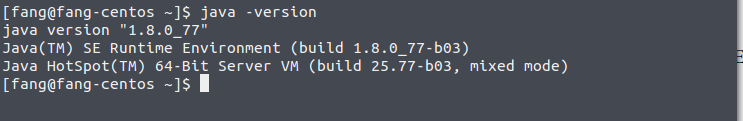 [fang@fang-centos ~]$ java -version
java version "1.8.0_77"
Java(TM) SE Runtime Environment (build 1.8.0_77-b03)
Java HotSpot(TM) 64-Bit Server VM (build 25.77-b03, mixed mode)
[fang@fang-centos ~]$